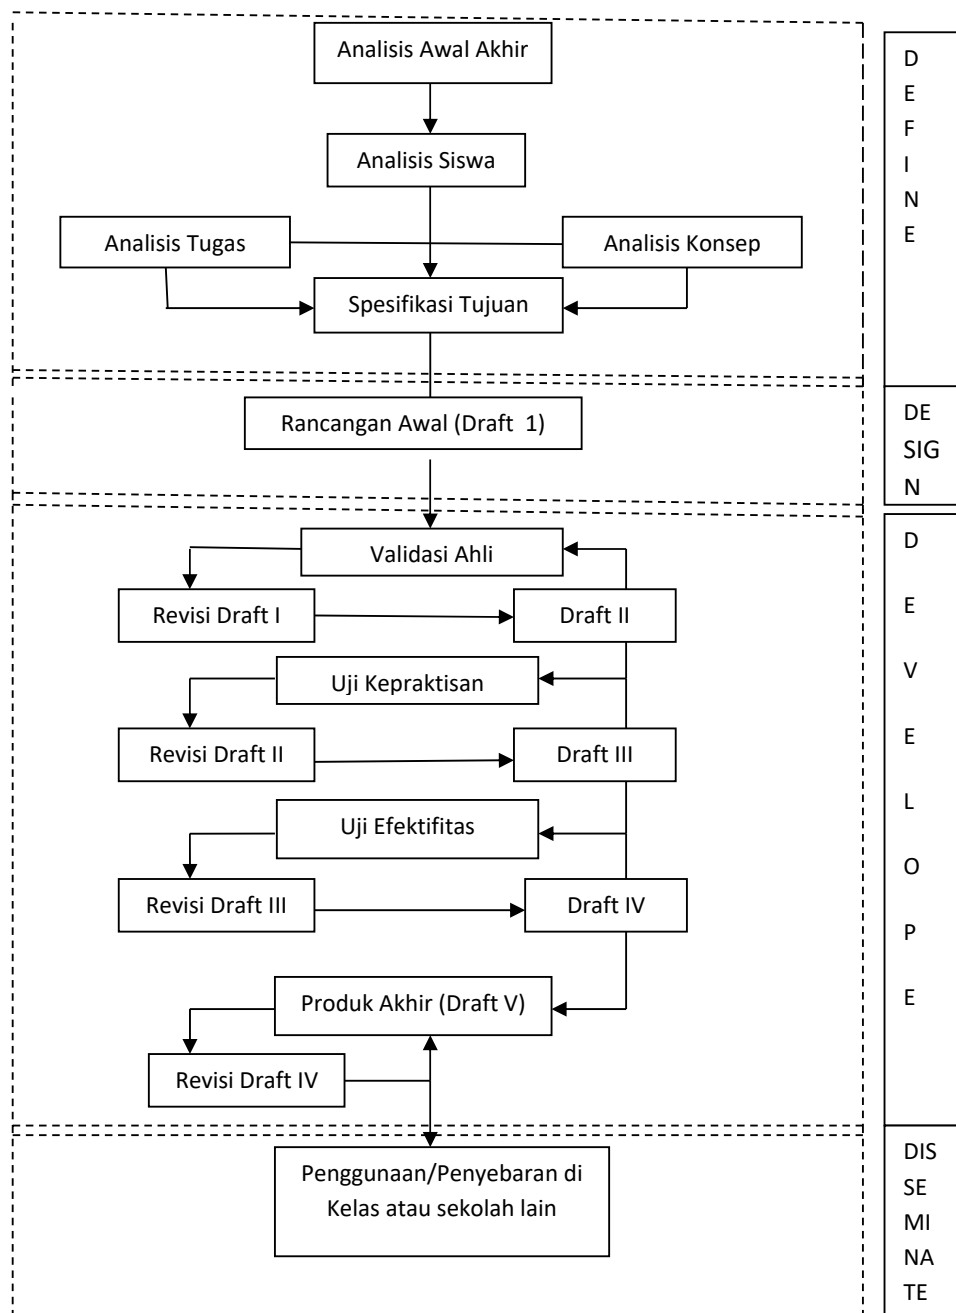 Analisis Awal Akhir
Analisis Siswa
Analisis Tugas
Analisis Konsep
Spesifikasi Tujuan
D
E
F
I
N
E
Rancangan Awal (Draft 1)
DE
SIG
N
Validasi Ahli
Revisi Draft I
Draft II
Uji Kepraktisan
Revisi Draft II
Draft III
Uji Efektifitas
Revisi Draft III
Draft IV
Produk Akhir (Draft V)
Revisi Draft IV
D
E
V
E
L
O
P
E
Penggunaan/Penyebaran di
Kelas atau sekolah lain
DIS
SE
MI
NA
TE